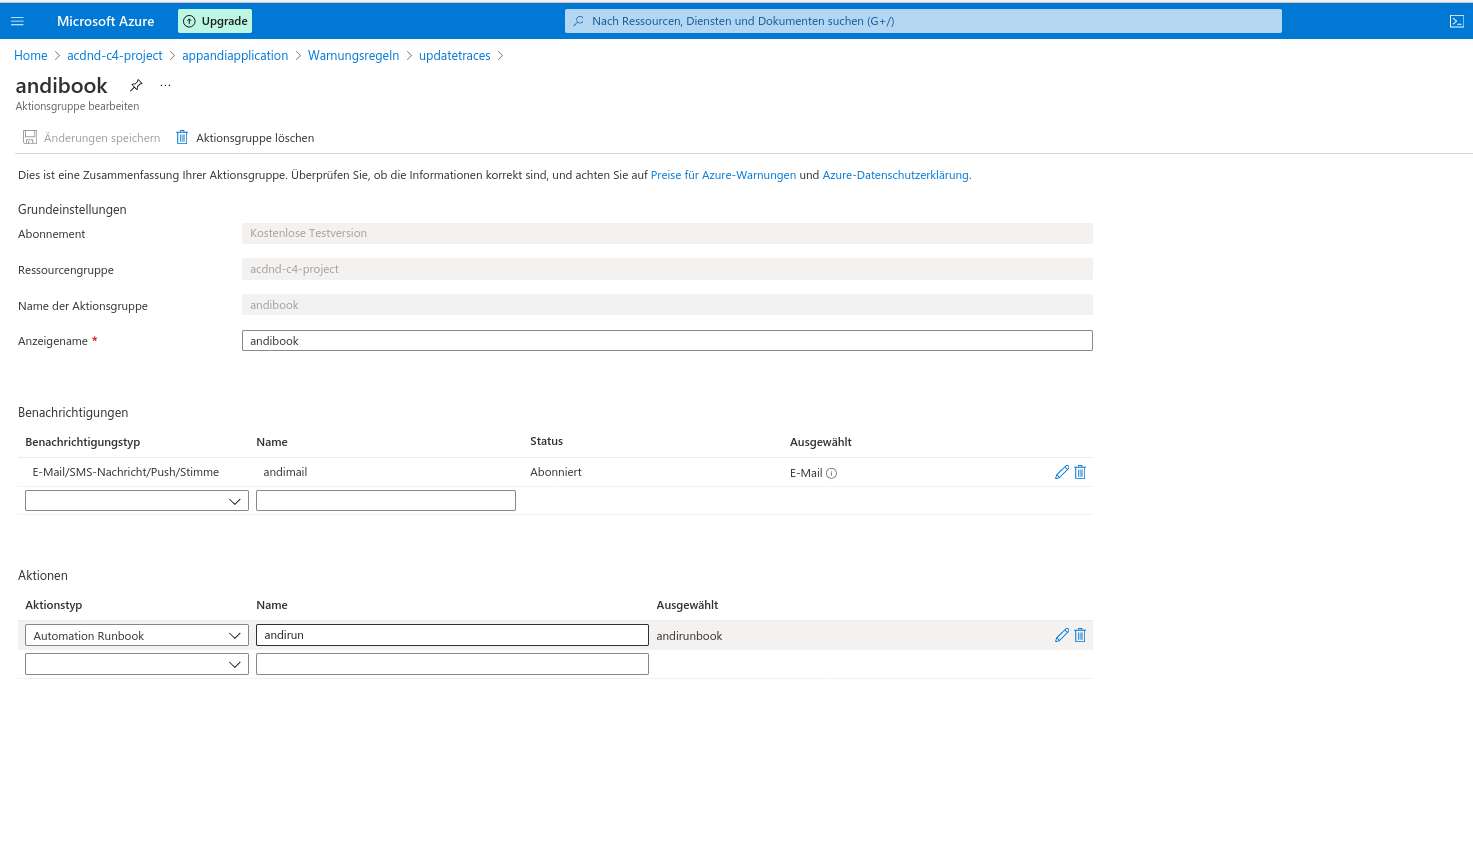 Microsoft Azure Upgrade Nach Ressourcen, Diensten und Dokumenten suchen (G+/)
Home > acdnd-c4-project > appandiapplication > Warnungsregeln > updatetraces >
andibook ...
Aktionsgruppe bearbeiten
Änderungen speichern Aktionsgruppe löschen
Dies ist eine Zusammenfassung Ihrer Aktionsgruppe. Überprüfen Sie, ob die Informationen korrekt sind, und achten Sie auf Preise für Azure-Warnungen und Azure-Datenschutzerklärung.
Grundeinstellungen
Abonnement Kostenlose Testversion
Ressourcengruppe acdnd-c4-project
Name der Aktionsgruppe andibook
Anzeigename * andibook
Benachrichtigungen
Benachrichtigungstyp Name Status Ausgewählt
E-Mail/SMS-Nachricht/Push/Stimme andimail Abonniert E-Mail
Aktionen
Aktionstyp Name Ausgewählt
Automation Runbook andirun andirunbook